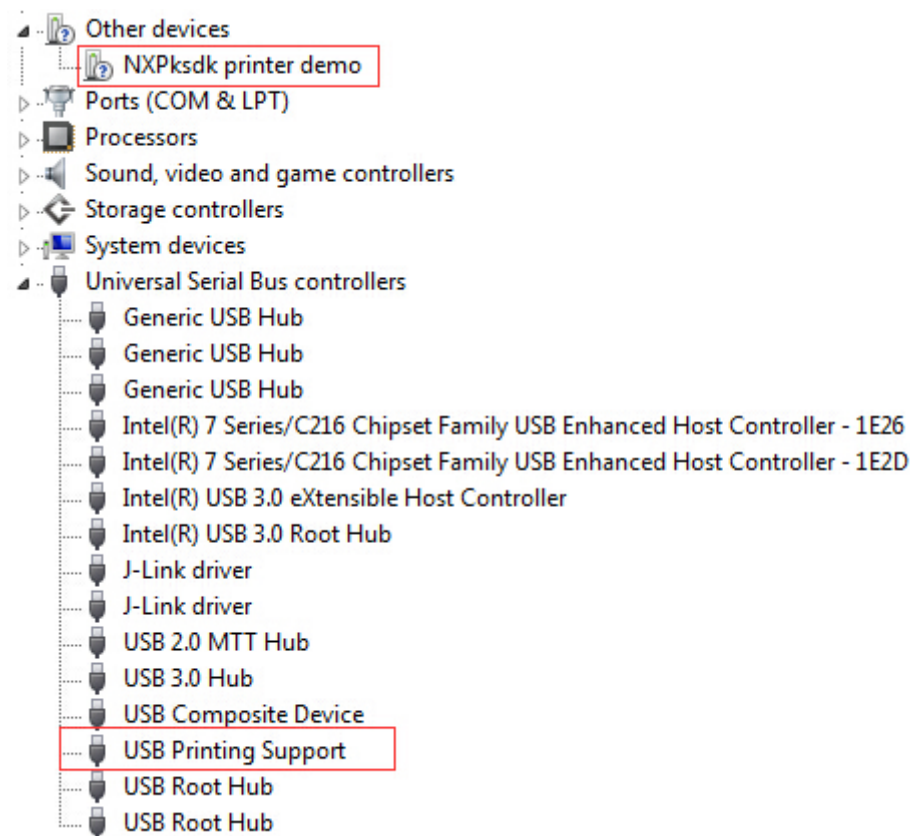 Other devices
NXPksdk printer demo
Ports (COM & LPT)
Processors
Sound, video and game controllers
Storage controllers
System devices
Universal Serial Bus controllers
Generic USB Hub
Generic USB Hub
Generic USB Hub
Intel(R) 7 Series/C216 Chipset Family USB Enhanced Host Controller - 1E26
Intel(R) 7 Series/C216 Chipset Family USB Enhanced Host Controller - 1E2D
Intel(R) USB 3.0 eXtensible Host Controller
Intel(R) USB 3.0 Root Hub
J-Link driver
J-Link driver
USB 2.0 MTT Hub
USB 3.0 Hub
USB Composite Device
USB Printing Support
USB Root Hub
USB Root Hub